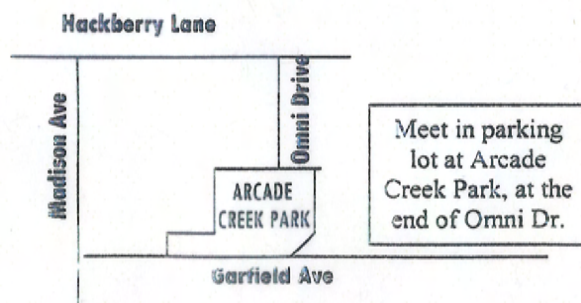 Hackberry Lane
Madison Ave
Omni Drive
ARCADE
CREEK PARK
Garfield Ave
Meet in parking
lot at Arcade
Creek Park, at the
end of Omni Dr.